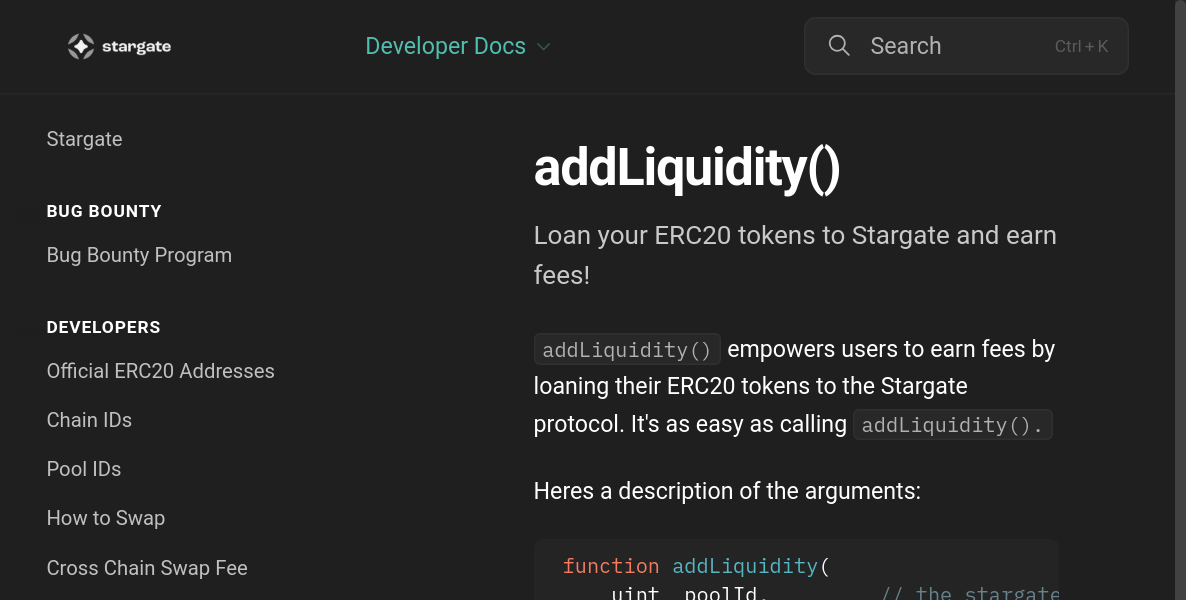 stargate
Developer Docs
Search
Ctrl + K
Stargate
BUG BOUNTY
Bug Bounty Program
DEVELOPERS
Official ERC20 Addresses
Chain IDs
Pool IDs
How to Swap
Cross Chain Swap Fee
addLiquidity()
Loan your ERC20 tokens to Stargate and earn
fees!
addLiquidity() empowers users to earn fees by
loaning their ERC20 tokens to the Stargate
protocol. It's as easy as calling addLiquidity().
Heres a description of the arguments:
function addLiquidity(
uint _poolId, // the stargate